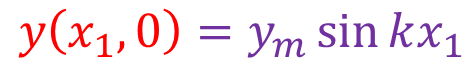 y(x₁, 0) = yₘ sin kx₁